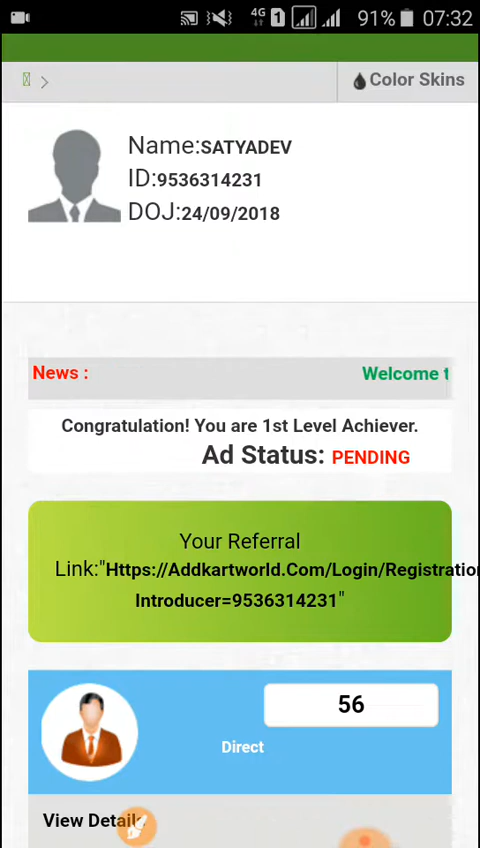 4G 1 91% 07:32
Color Skins
Name:SATYADEV
ID:9536314231
DOJ:24/09/2018
News :
Welcome t
Congratulation! You are 1st Level Achiever.
Ad Status: PENDING
Your Referral
Link:"Https://Addkartworld.Com/Login/Registration
Introducer=9536314231"
56
Direct
View Details